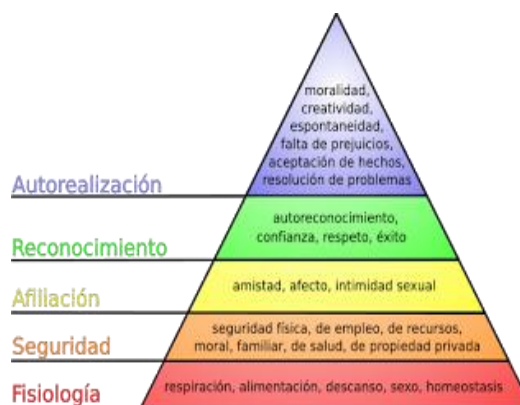 moralidad,
creatividad,
espontaneidad,
falta de prejuicios,
aceptación de hechos,
resolución de problemas
Autorealización
autoreconocimiento,
confianza, respeto, éxito
Reconocimiento
amistad, afecto, intimidad sexual
Afiliación
seguridad física, de empleo, de recursos,
moral, familiar, de salud, de propiedad privada
Seguridad
respiración, alimentación, descanso, sexo, homeostasis
Fisiología